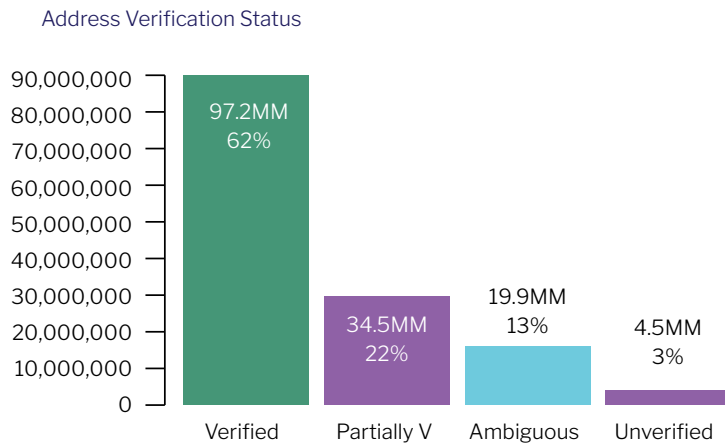 Address Verification Status
90,000,000
80,000,000
70,000,000
60,000,000
50,000,000
40,000,000
30,000,000
20,000,000
10,000,000
0
97.2MM
62%
34.5MM
22%
19.9MM
13%
4.5MM
3%
Verified
Partially V
Ambiguous
Unverified